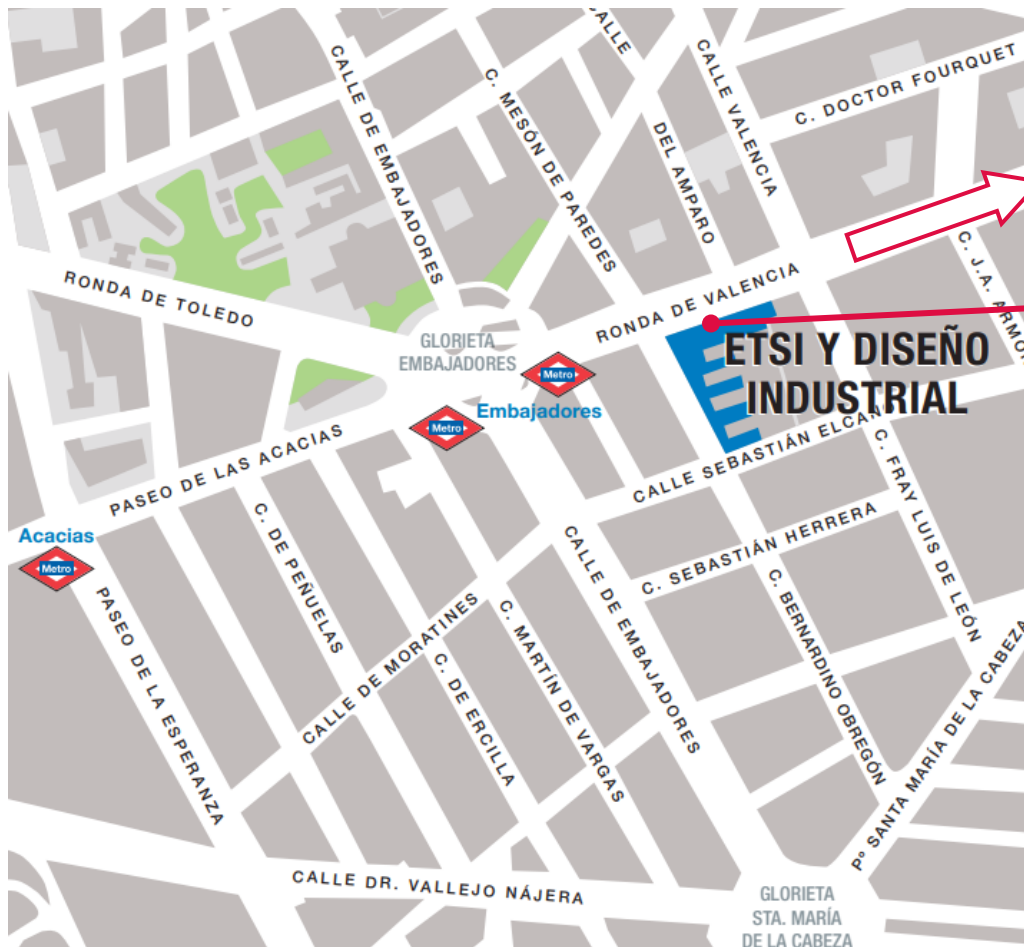 CALLE DE EMBAJADORES
C. MESÓN DE PAREDES
CALLE
DEL AMPARO
CALLE VALENCIA
C. DOCTOR FOURQUET
RONDA DE TOLEDO
GLORIETA
EMBAJADORES
RONDA DE VALENCIA
C. J.A. ARMO
ETSI Y DISEÑO
INDUSTRIAL
Metro
Metro
Embajadores
PASEO DE LAS ACACIAS
CALLE SEBASTIÁN ELCANO
Acacias
Metro
C. DE PEÑUELAS
C. SEBASTIÁN HERRERA
C. FRAY LUIS DE LEÓN
PASEO DE LA ESPERANZA
CALLE DE MORATINES
C. DE ERCILLA
C. MARTÍN DE VARGAS
CALLE DE EMBAJADORES
C. BERNARDINO OBREGÓN
Pº SANTA MARÍA DE LA CABEZA
CALLE DR. VALLEJO NÁJERA
GLORIETA
STA. MARÍA
DE LA CABEZA